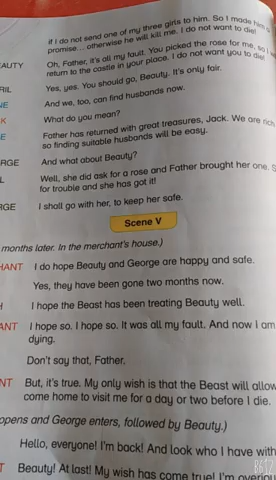 if I do not send one of my three girls to him. So I made him a
promise... otherwise he will kill me. I do not want to die!
EAUTY Oh, Father, it's all my fault. You picked the rose for me, so I
return to the castle in your place. I do not want you to die!
RIL Yes, yes. You should go, Beauty. It's only fair.
NE And we, too, can find husbands now.
K What do you mean?
E Father has returned with great treasures, Jack. We are rich
so finding suitable husbands will be easy.
RGE And what about Beauty?
L Well, she did ask for a rose and Father brought her one. S
for trouble and she has got it!
RGE I shall go with her, to keep her safe.
Scene V
months later. In the merchant's house.)
HANT I do hope Beauty and George are happy and safe.
Yes, they have been gone two months now.
H I hope the Beast has been treating Beauty well.
ANT I hope so. I hope so. It was all my fault. And now I am
dying.
Don't say that, Father.
NT But, it's true. My only wish is that the Beast will allow
come home to visit me for a day or two before I die.
opens and George enters, followed by Beauty.)
Hello, everyone! I'm back! And look who I have with
T Beauty! At last! My wish has come true! I'm overjoy